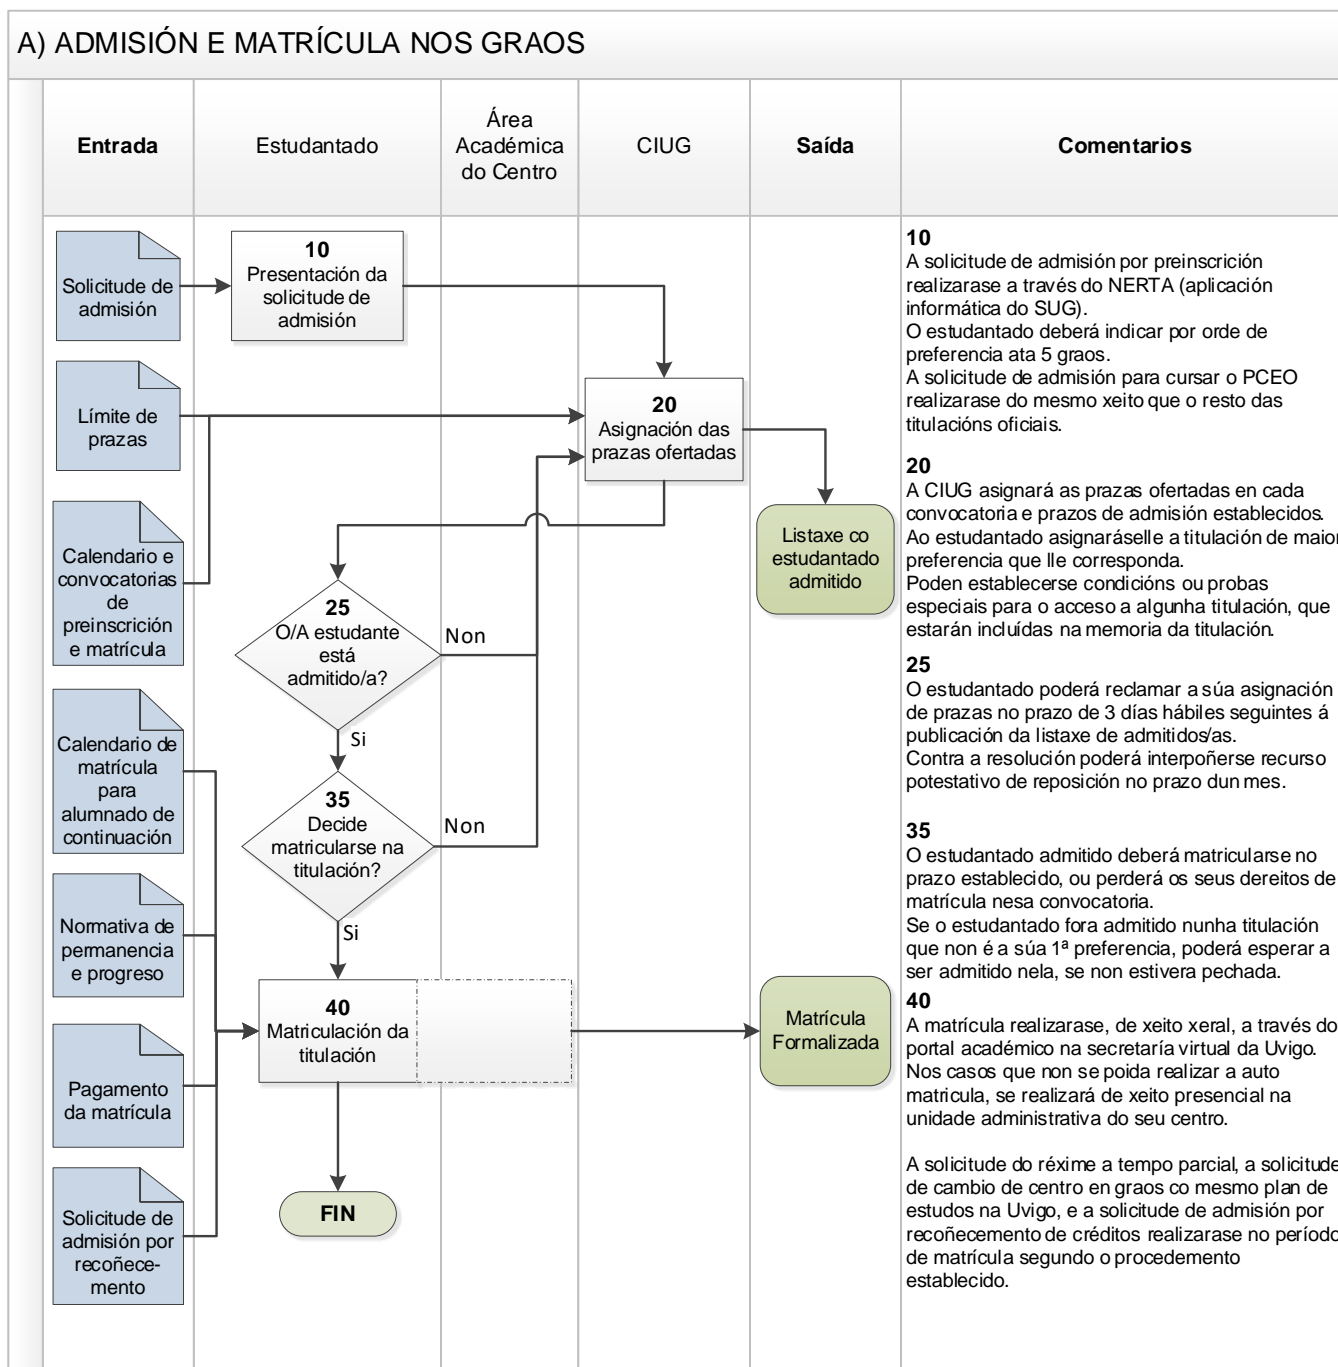 A) ADMISIÓN E MATRÍCULA NOS GRAOS
Entrada
Estudantado
Área
Académica
do Centro
CIUG
Saída
Comentarios
Solicitude de
admisión
Límite de
prazas
Calendario e
convocatorias
de
preinscrición
e matrícula
Calendario de
matrícula
para
alumnado de
continuación
Normativa de
permanencia
e progreso
Pagamento
da matrícula
Solicitude de
admisión por
recoñece-
mento
10
Presentación da
solicitude de
admisión
25
O/A estudante
está
admitido/a?
Non
Si
35
Decide
matricularse na
titulación?
Non
Si
40
Matriculación da
titulación
FIN
20
Asignación das
prazas ofertadas
Listaxe co
estudantado
admitido
Matrícula
Formalizada
10
A solicitude de admisión por preinscrición
realizarase a través do NERTA (aplicación
informática do SUG).
O estudantado deberá indicar por orde de
preferencia ata 5 graos.
A solicitude de admisión para cursar o PCEO
realizarase do mesmo xeito que o resto das
titulacións oficiais.
20
A CIUG asignará as prazas ofertadas en cada
convocatoria e prazos de admisión establecidos.
Ao estudantado asignaráselle a titulación de maior
preferencia que lle corresponda.
Poden establecerse condicións ou probas
especiais para o acceso a algunha titulación, que
estarán incluídas na memoria da titulación.
25
O estudantado poderá reclamar a súa asignación
de prazas no prazo de 3 días hábiles seguintes á
publicación da listaxe de admitidos/as.
Contra a resolución poderá interpoñerse recurso
potestativo de reposición no prazo dun mes.
35
O estudantado admitido deberá matricularse no
prazo establecido, ou perderá os seus dereitos de
matrícula nesa convocatoria.
Se o estudantado fora admitido nunha titulación
que non é a súa 1ª preferencia, poderá esperar a
ser admitido nela, se non estivera pechada.
40
A matrícula realizarase, de xeito xeral, a través do
portal académico na secretaría virtual da Uvigo.
Nos casos que non se poida realizar a auto
matricula, se realizará de xeito presencial na
unidade administrativa do seu centro.
A solicitude do réxime a tempo parcial, a solicitude
de cambio de centro en graos co mesmo plan de
estudos na Uvigo, e a solicitude de admisión por
recoñecemento de créditos realizarase no período
de matrícula segundo o procedemento
establecido.